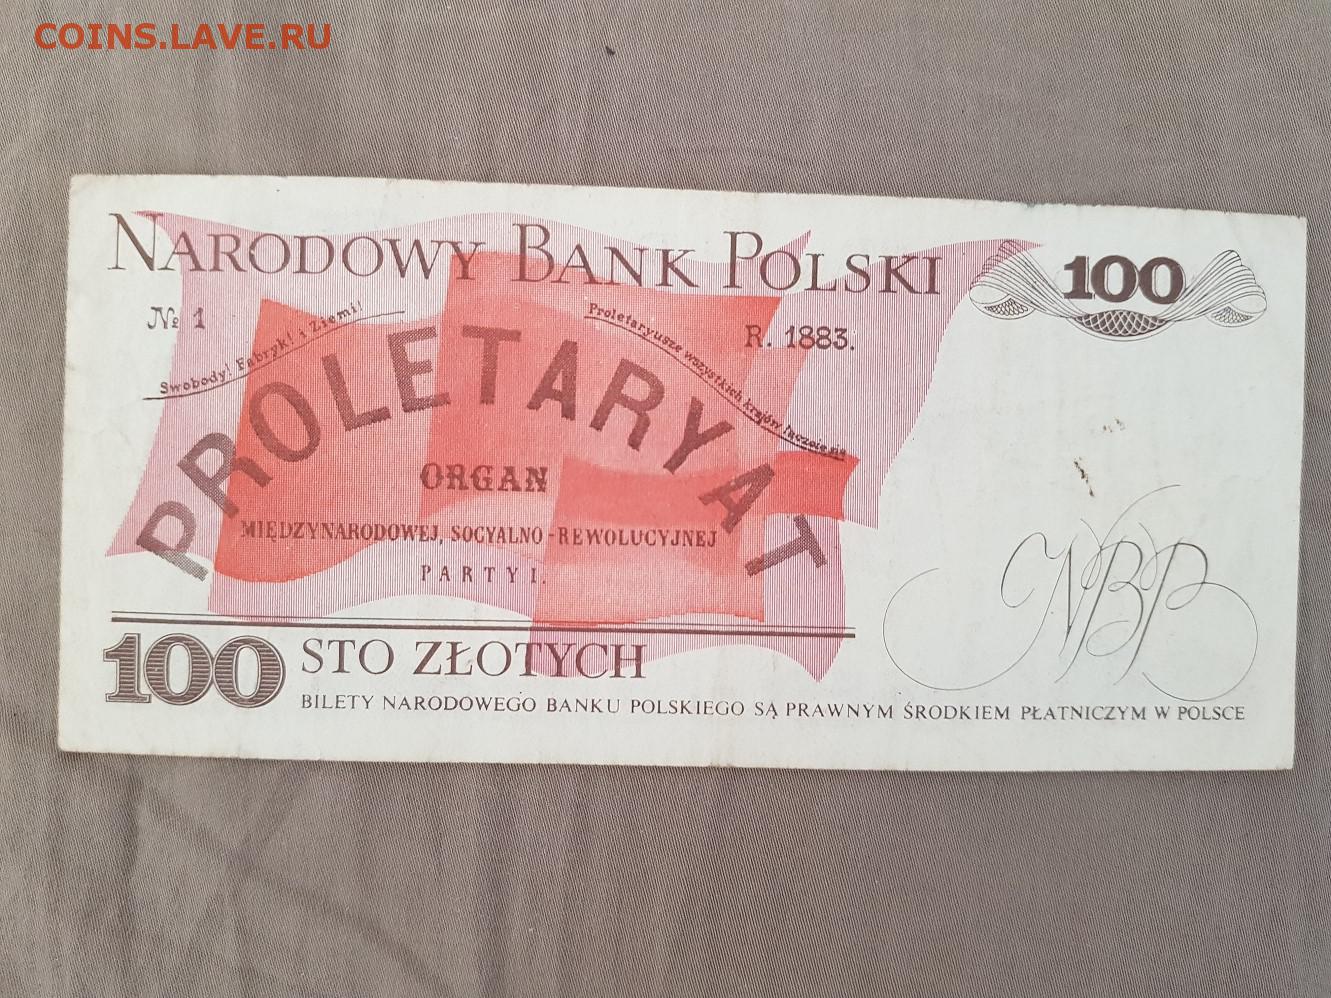 COINS.LAVE.RU
NARODOWY BANK POLSKI
100
№ 1
Swobody! Fabryk! i Ziemi!
Proletaryusze wszystkich krajów łączcie się
R. 1883.
PROLETARYAT
ORGAN
MIĘDZYNARODOWEJ, SOCYALNO-REWOLUCYJNEJ
PARTYI.
NBP
100 STO ZŁOTYCH
BILETY NARODOWEGO BANKU POLSKIEGO SĄ PRAWNYM ŚRODKIEM PŁATNICZYM W POLSCE